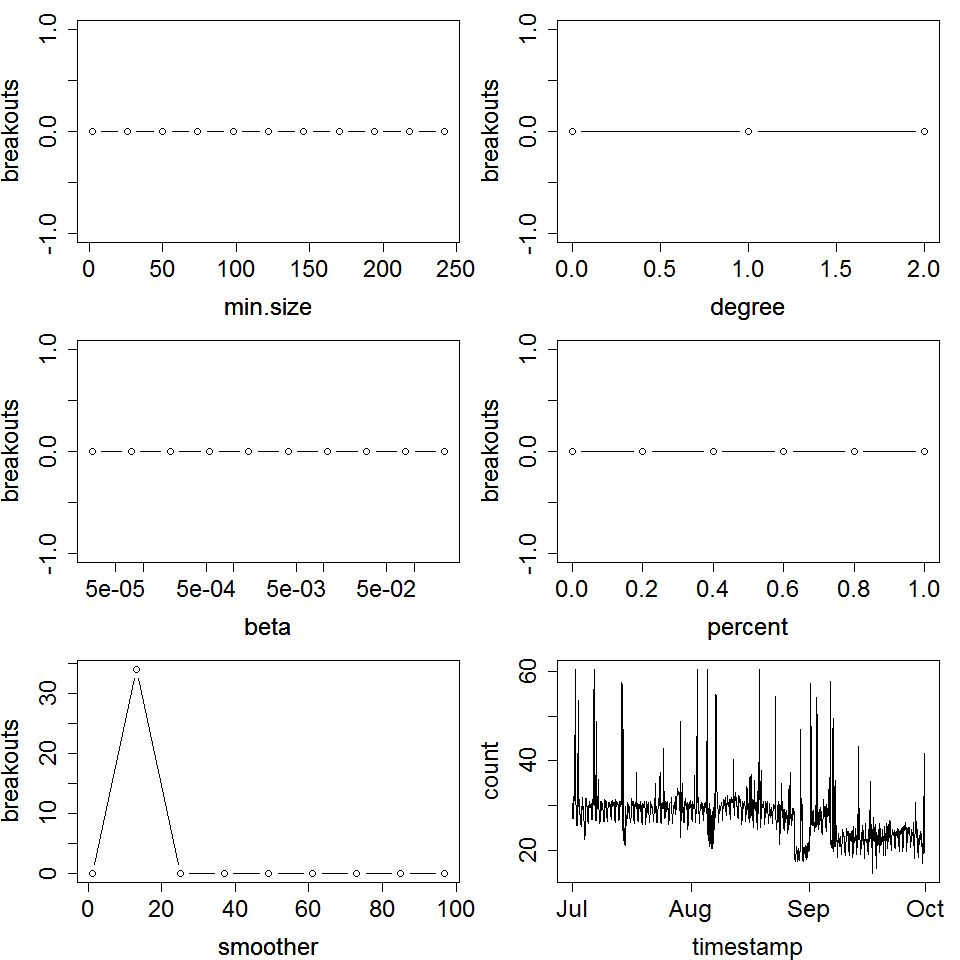 breakouts
1.0
0.0
-1.0
0 50 100 150 200 250
min.size
breakouts
1.0
0.0
-1.0
0.0 0.5 1.0 1.5 2.0
degree
breakouts
1.0
0.0
-1.0
5e-05 5e-04 5e-03 5e-02
beta
breakouts
1.0
0.0
-1.0
0.0 0.2 0.4 0.6 0.8 1.0
percent
breakouts
30
20
10
0
0 20 40 60 80 100
smoother
count
60
40
20
Jul Aug Sep Oct
timestamp